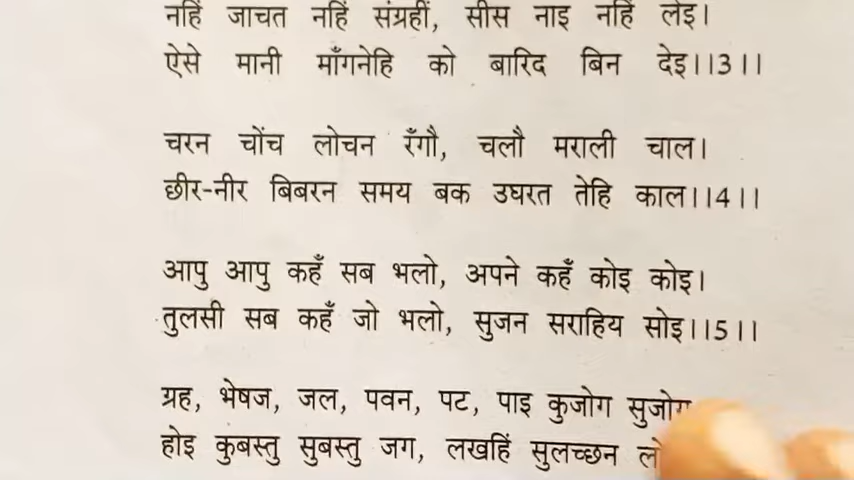 नहिं जाचत नहिं संग्रहीं, सीस नाइ नहिं लेइ।
ऐसे मानी माँगनेहि को बारिद बिन देइ।।3।।
चरन चोंच लोचन रँगौ, चलौ मराली चाल।
छीर-नीर बिबरन समय बक उघरत तेहि काल।।4।।
आपु आपु कहँ सब भलो, अपने कहँ कोइ कोइ।
तुलसी सब कहँ जो भलो, सुजन सराहिय सोइ।।5।।
ग्रह, भेषज, जल, पवन, पट, पाइ कुजोग सुजोग
होइ कुबस्तु सुबस्तु जग, लखहिं सुलच्छन